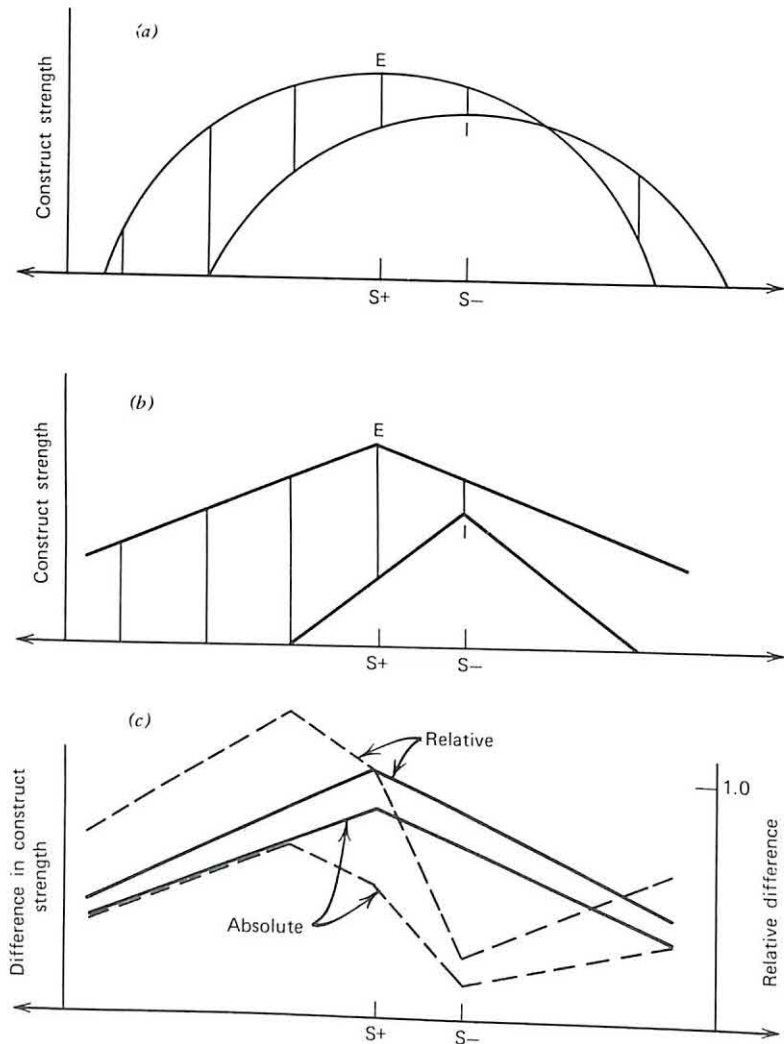 (a)
E
Construct strength
I
S+
S−
(b)
E
Construct strength
I
S+
S−
(c)
Relative
1.0
Difference in construct
strength
Relative difference
Absolute
S+
S−